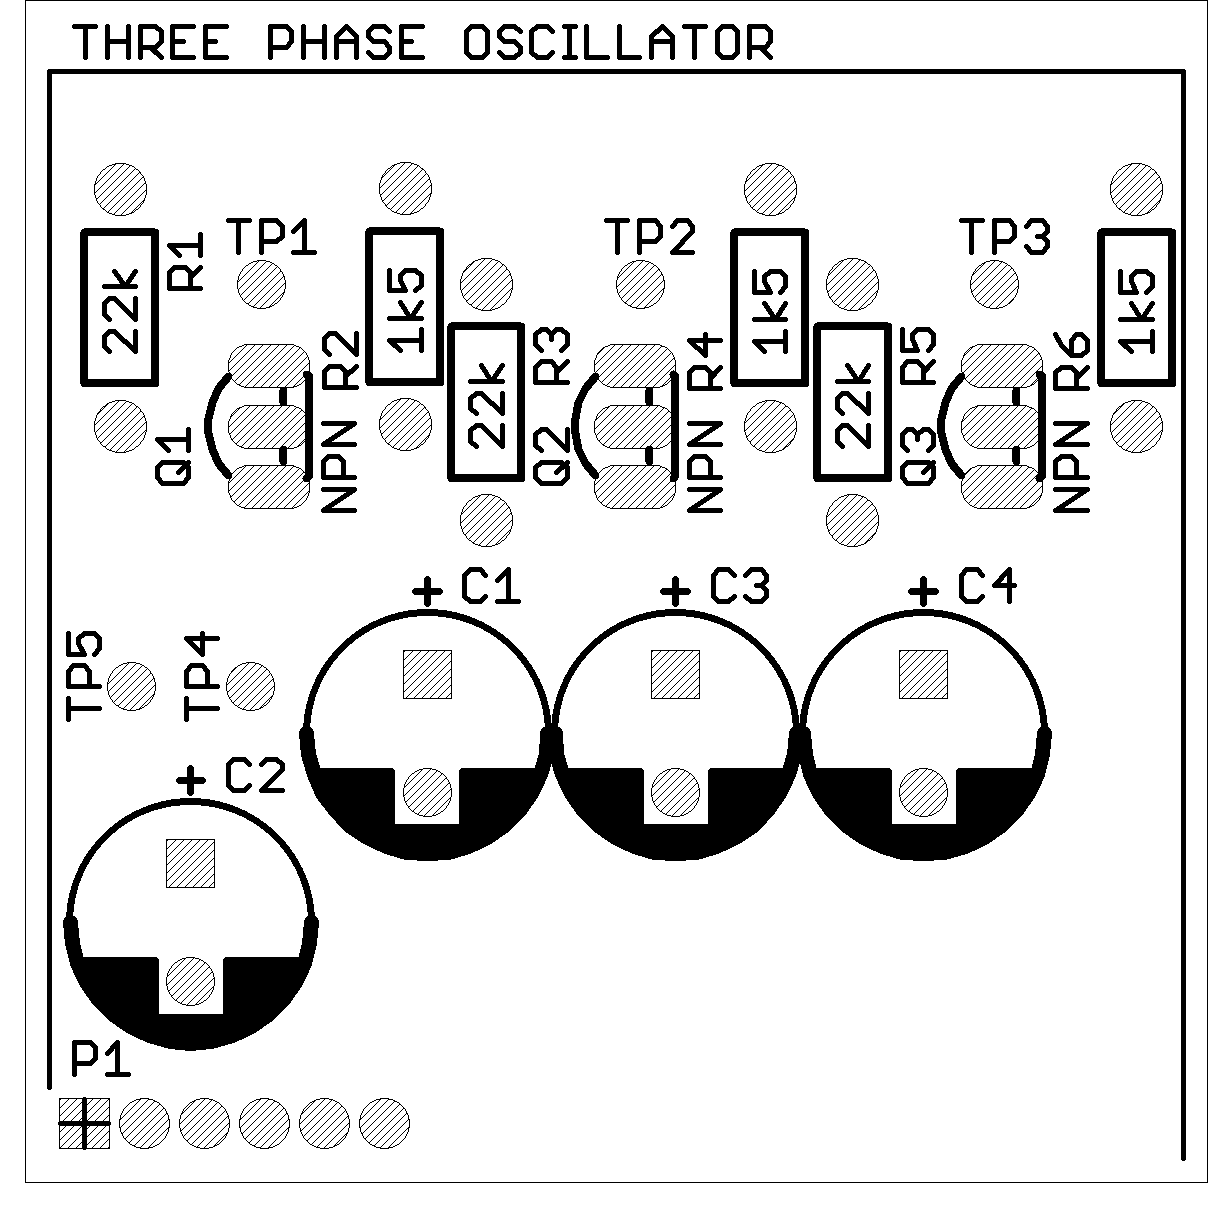 THREE PHASE OSCILLATOR
TP1
TP2
TP3
22k
R1
1k5
1k5
1k5
R2
R3
R4
R5
R6
22k
22k
Q1
NPN
Q2
NPN
Q3
NPN
+ C1
+ C3
+ C4
TP5
TP4
+ C2
P1